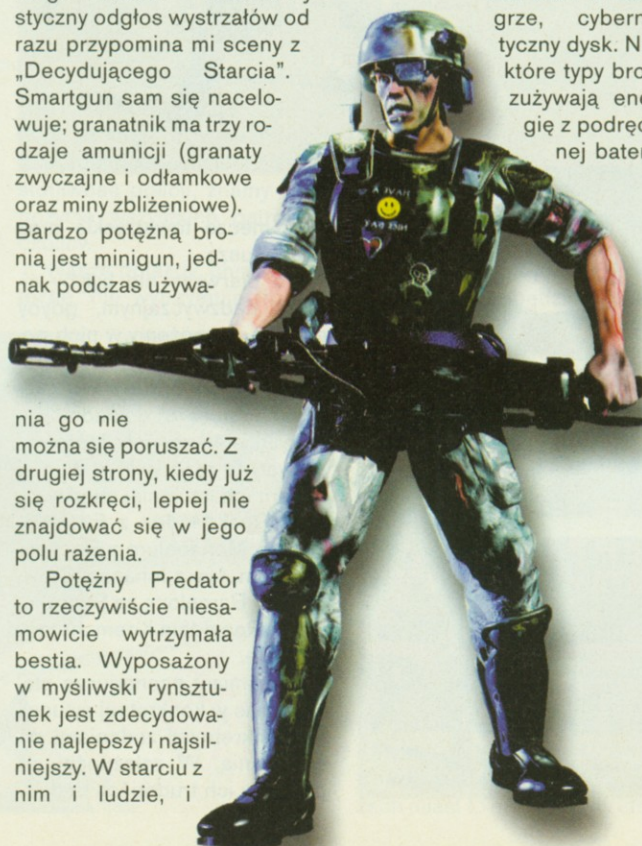 styczny odgłos wystrzałów od
razu przypomina mi sceny z
„Decydującego Starcia”.
Smartgun sam się nacelo-
wuje; granatnik ma trzy ro-
dzaje amunicji (granaty
zwyczajne i odłamkowe
oraz miny zbliżeniowe).
Bardzo potężną bro-
nią jest minigun, jed-
nak podczas używa-
nia go nie
można się poruszać. Z
drugiej strony, kiedy już
się rozkręci, lepiej nie
znajdować się w jego
polu rażenia.
Potężny Predator
to rzeczywiście niesa-
mowicie wytrzymała
bestia. Wyposażony
w myśliwski rynsztu-
nek jest zdecydowa-
nie najlepszy i najsil-
niejszy. W starciu z
nim i ludzie, i
grze, cybern
tyczny dysk. N
które typy bro
zużywają ene
gię z podręc
nej bater